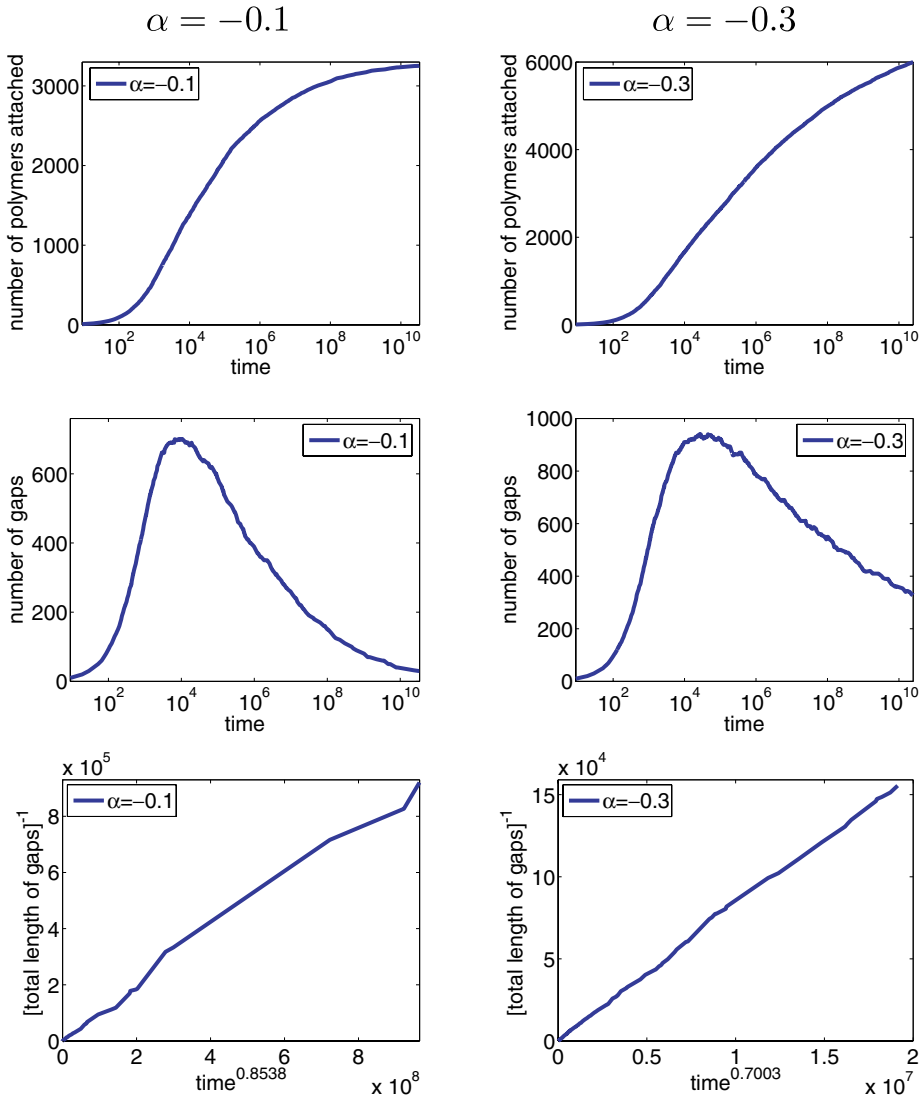 α = −0.1
α = −0.3
number of polymers attached
3000
2000
1000
0
α=−0.1
10^2
10^4
10^6
10^8
10^10
time
number of polymers attached
6000
4000
2000
0
α=−0.3
10^2
10^4
10^6
10^8
10^10
time
number of gaps
600
400
200
0
α=−0.1
10^2
10^4
10^6
10^8
10^10
time
number of gaps
1000
800
600
400
200
0
α=−0.3
10^2
10^4
10^6
10^8
10^10
time
x 10^5
[total length of gaps]^-1
8
6
4
2
0
α=−0.1
0
2
4
6
8
time^0.8538
x 10^8
x 10^4
[total length of gaps]^-1
15
10
5
0
α=−0.3
0
0.5
1
1.5
2
time^0.7003
x 10^7